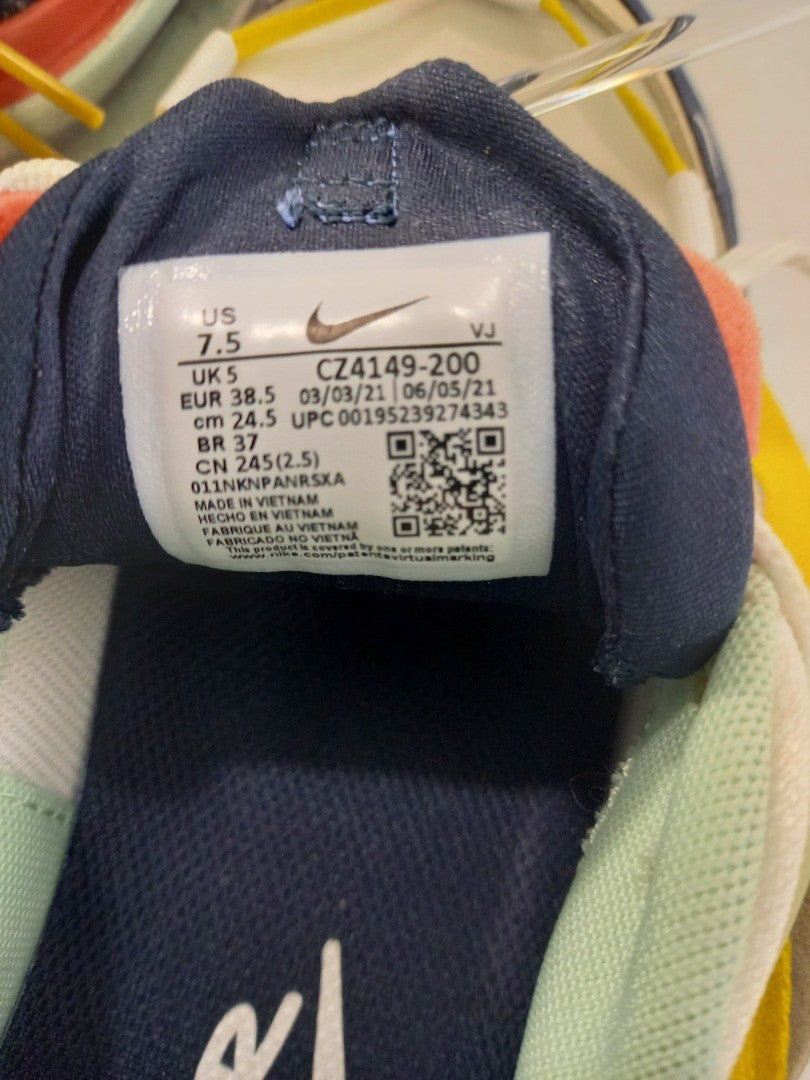 US
7.5
VJ
UK 5
CZ4149-200
EUR 38.5
03/03/21 | 06/05/21
cm 24.5
UPC 00195239274343
BR 37
CN 245(2.5)
011NKNPANRSXA
MADE IN VIETNAM
HECHO EN VIETNAM
FABRIQUE AU VIETNAM
FABRICADO NO VIETNÃ
This product is covered by one or more patents:
www.nike.com/patentsvirtualmarking